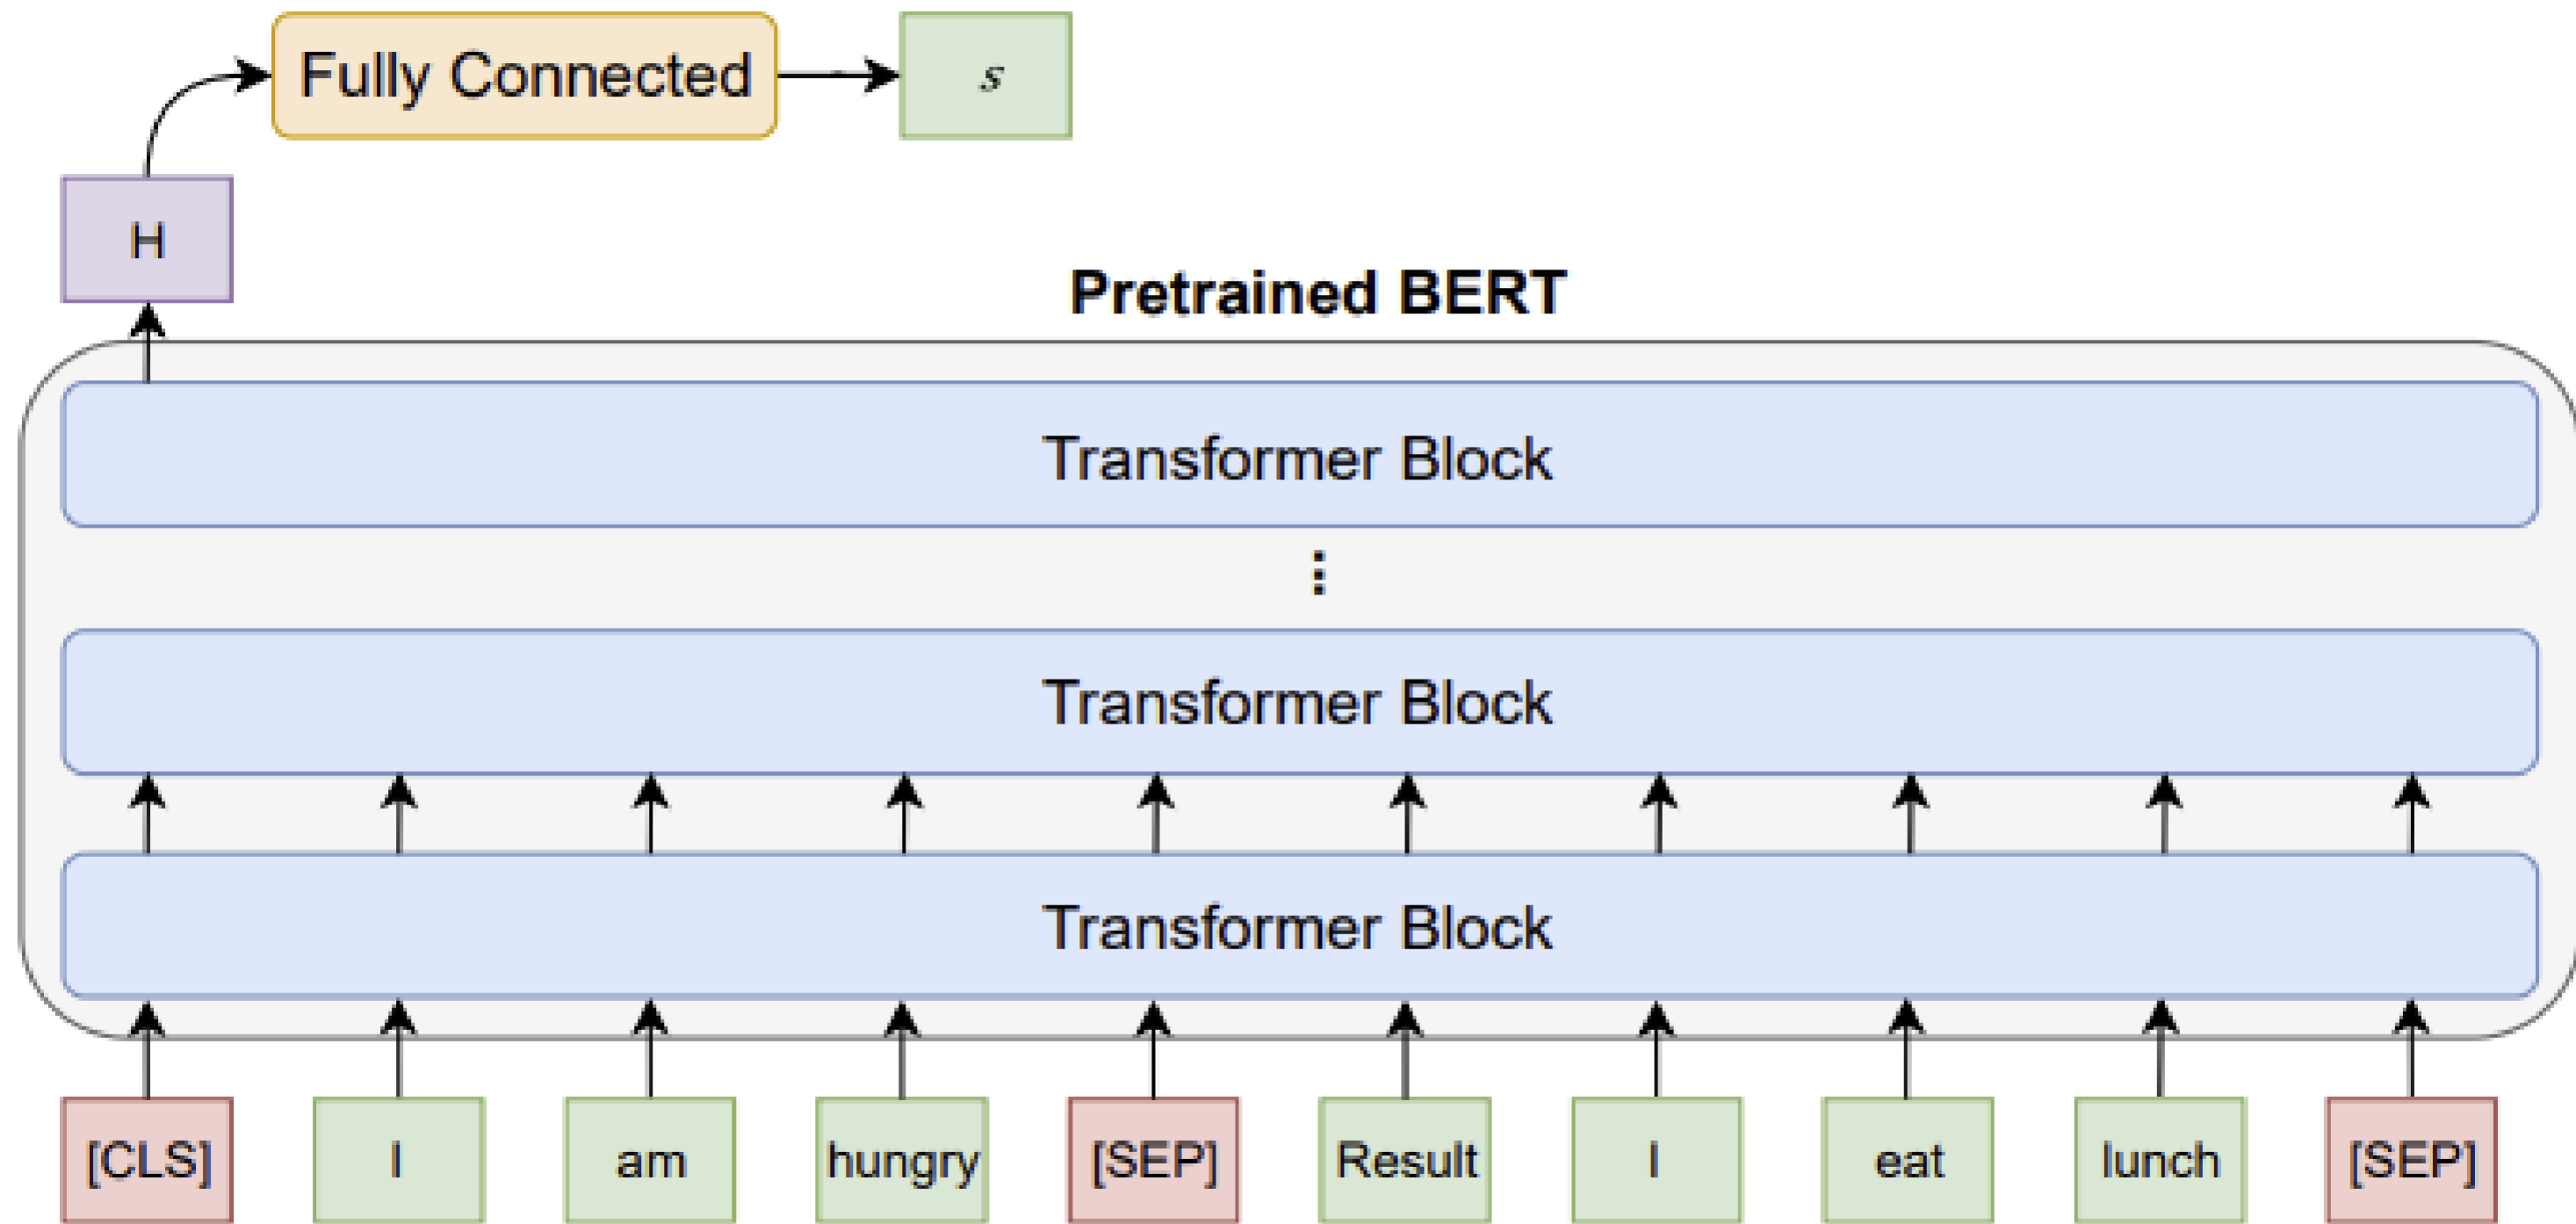 Fully Connected
s
H
Pretrained BERT
Transformer Block
⋮
Transformer Block
Transformer Block
[CLS] I am hungry [SEP] Result I eat lunch [SEP]